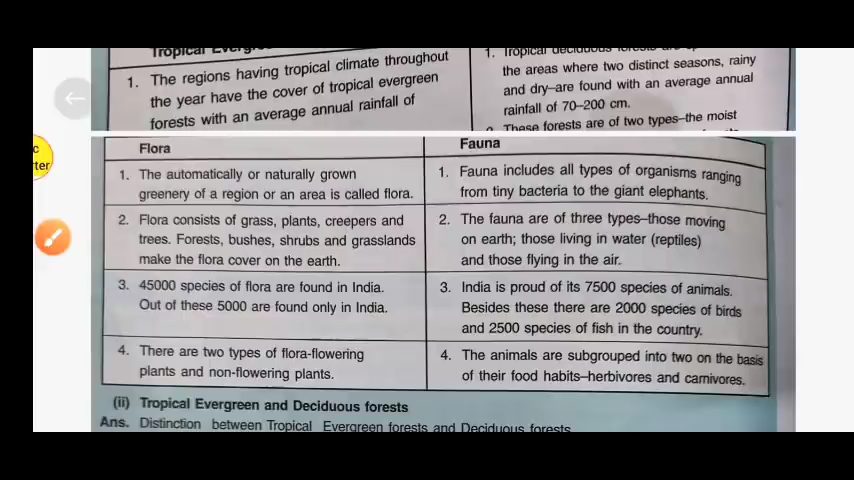 Tropical Everg
1. The regions having tropical climate throughout
the year have the cover of tropical evergreen
forests with an average annual rainfall of
1. Tropical deciduous forests are
the areas where two distinct seasons, rainy
and dry–are found with an average annual
rainfall of 70–200 cm.
These forests are of two types–the moist
c
rter
Flora
1. The automatically or naturally grown
greenery of a region or an area is called flora.
2. Flora consists of grass, plants, creepers and
trees. Forests, bushes, shrubs and grasslands
make the flora cover on the earth.
3. 45000 species of flora are found in India.
Out of these 5000 are found only in India.
4. There are two types of flora-flowering
plants and non-flowering plants.
Fauna
1. Fauna includes all types of organisms ranging
from tiny bacteria to the giant elephants.
2. The fauna are of three types–those moving
on earth; those living in water (reptiles)
and those flying in the air.
3. India is proud of its 7500 species of animals.
Besides these there are 2000 species of birds
and 2500 species of fish in the country.
4. The animals are subgrouped into two on the basis
of their food habits–herbivores and carnivores.
(ii) Tropical Evergreen and Deciduous forests
Ans. Distinction between Tropical Evergreen forests and Deciduous forests